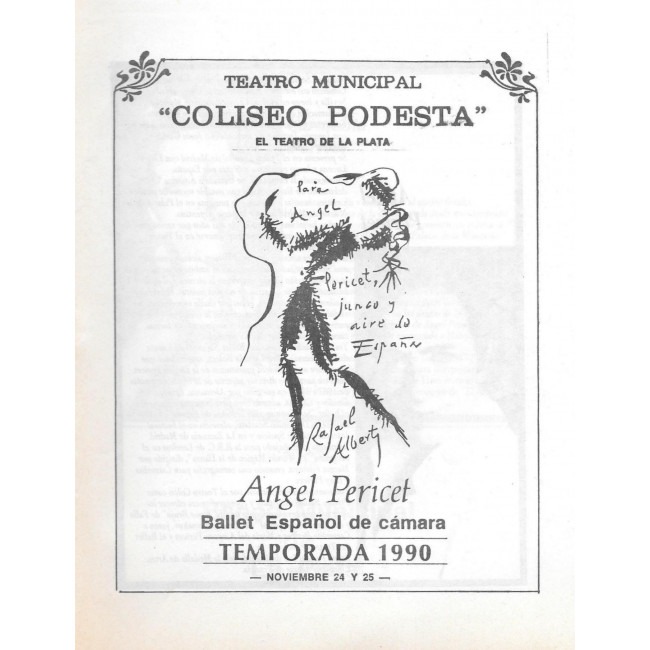 TEATRO MUNICIPAL
“COLISEO PODESTA”
EL TEATRO DE LA PLATA
Para
Angel
Pericet,
junco y
aire de
España
Rafael
Alberti
Angel Pericet
Ballet Español de cámara
TEMPORADA 1990
— NOVIEMBRE 24 Y 25 —